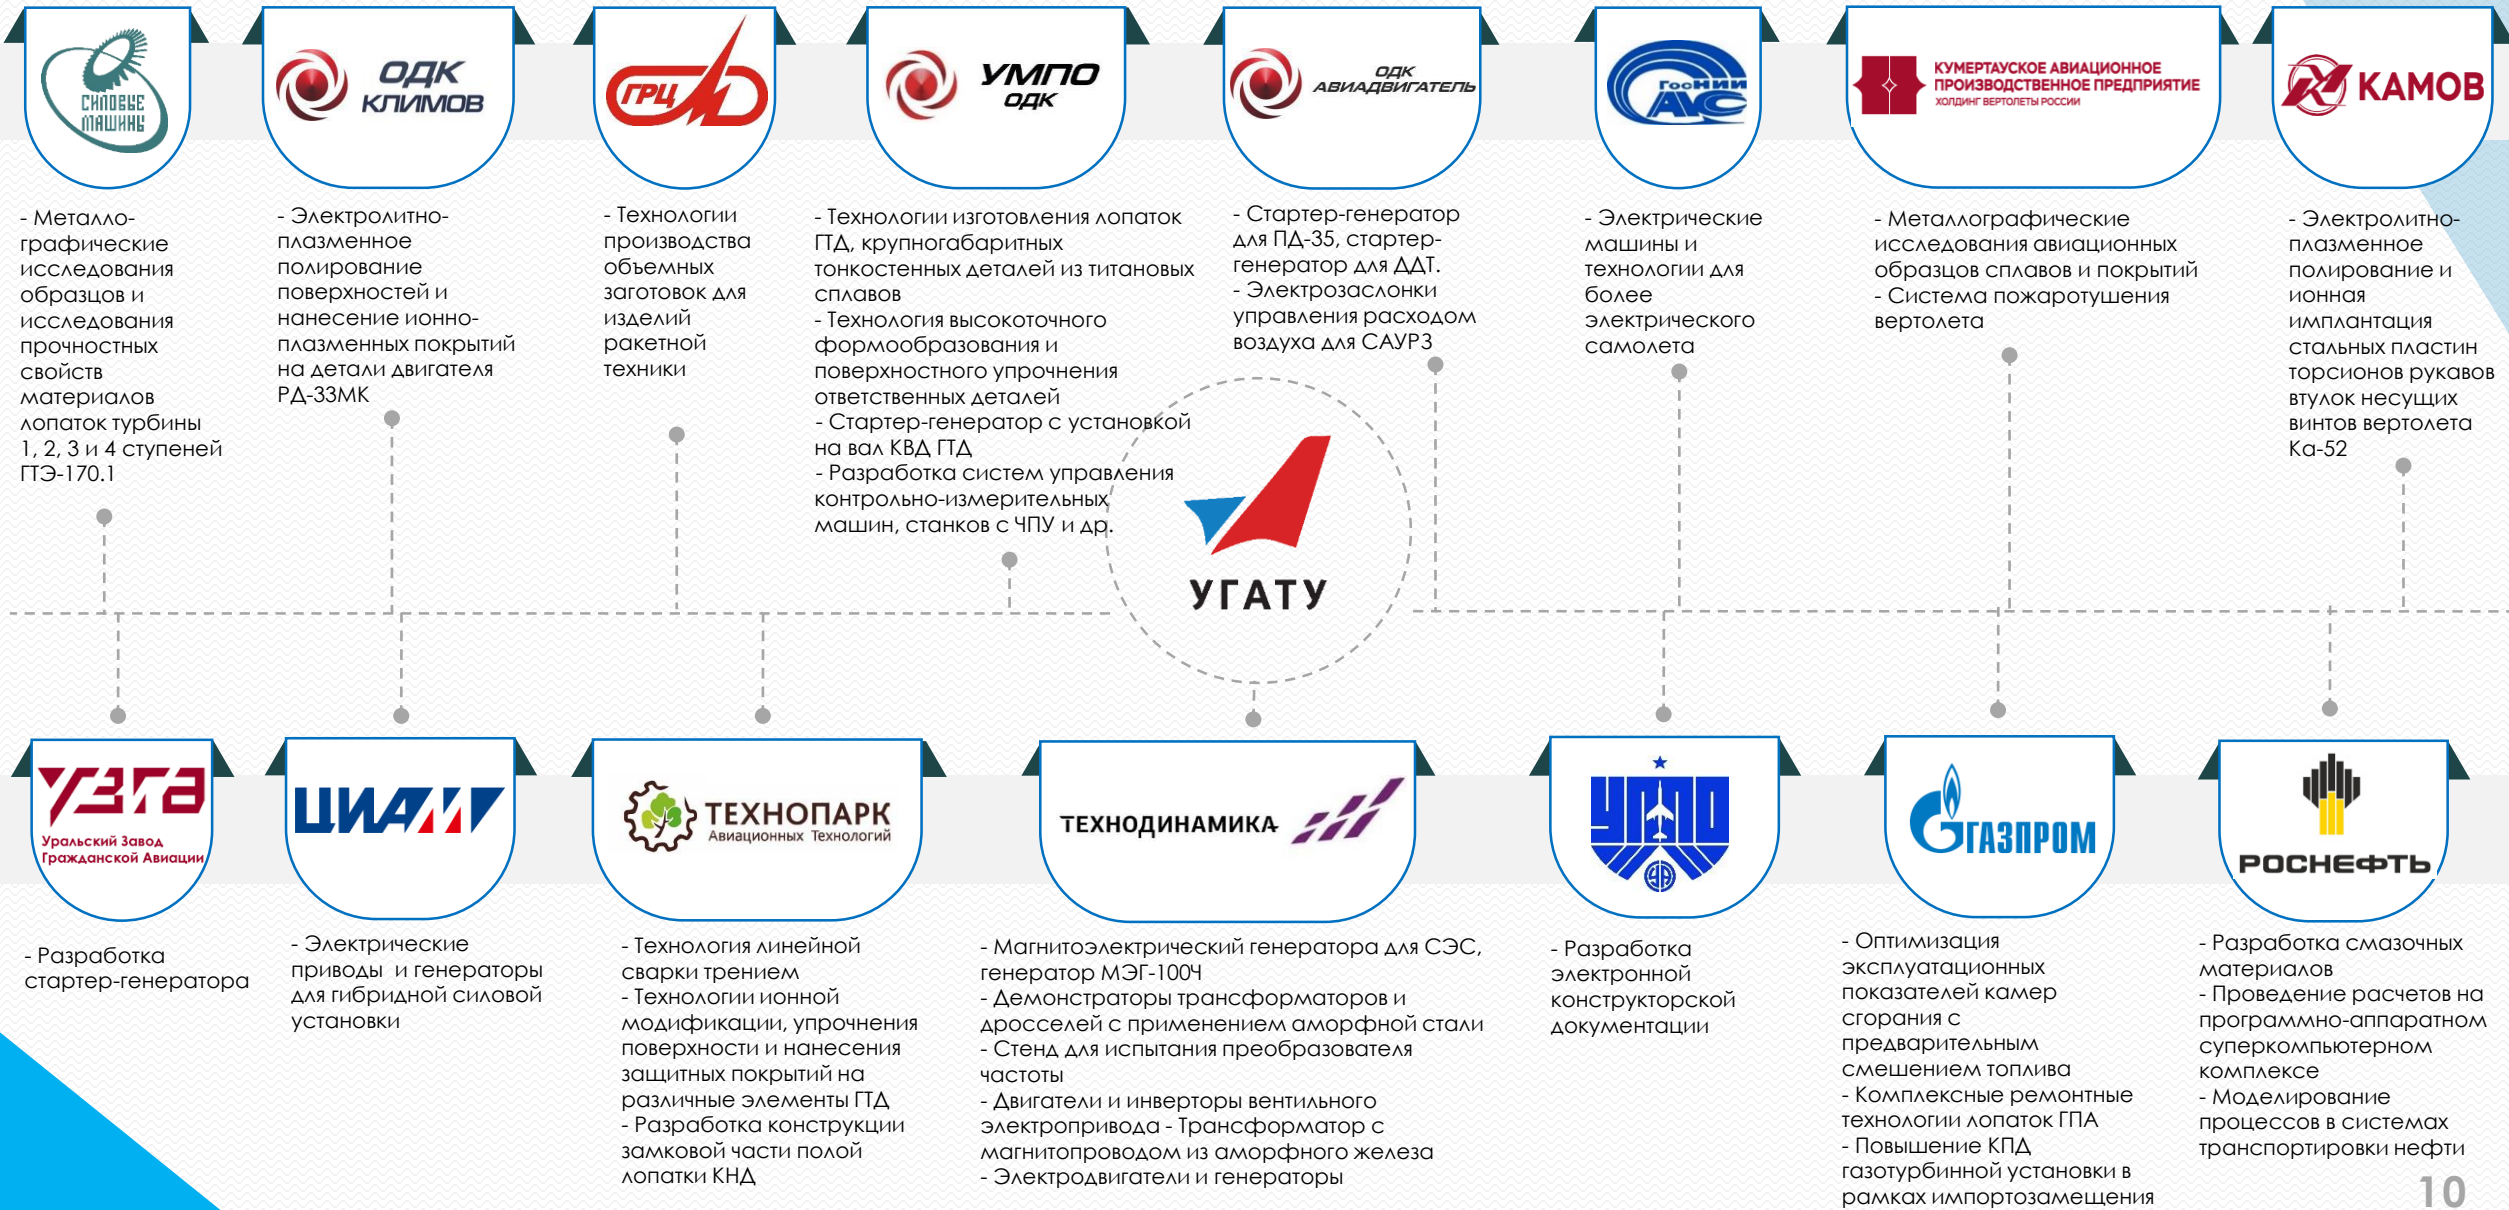 СИЛОВЫЕ
МАШИНЫ
- Металло-
графические
исследования
образцов и
исследования
прочностных
свойств
материалов
лопаток турбины
1, 2, 3 и 4 ступеней
ГТЭ-170.1
ОДК
КЛИМОВ
- Электролитно-
плазменное
полирование
поверхностей и
нанесение ионно-
плазменных покрытий
на детали двигателя
РД-33МК
ГРЦ
- Технологии
производства
объемных
заготовок для
изделий
ракетной
техники
УМПО
ОДК
- Технологии изготовления лопаток
ГТД, крупногабаритных
тонкостенных деталей из титановых
сплавов
- Технология высокоточного
формообразования и
поверхностного упрочнения
ответственных деталей
- Стартер-генератор с установкой
на вал КВД ГТД
- Разработка систем управления
контрольно-измерительных
машин, станков с ЧПУ и др.
ОДК
АВИАДВИГАТЕЛЬ
- Стартер-генератор
для ПД-35, стартер-
генератор для ДДТ.
- Электрозаслонки
управления расходом
воздуха для САУРЗ
ГосНИИ
АС
- Электрические
машины и
технологии для
более
электрического
самолета
КУМЕРТАУСКОЕ АВИАЦИОННОЕ
ПРОИЗВОДСТВЕННОЕ ПРЕДПРИЯТИЕ
ХОЛДИНГ ВЕРТОЛЕТЫ РОССИИ
- Металлографические
исследования авиационных
образцов сплавов и покрытий
- Система пожаротушения
вертолета
КАМОВ
- Электролитно-
плазменное
полирование и
ионная
имплантация
стальных пластин
торсионов рукавов
втулок несущих
винтов вертолета
Ка-52
УГАТУ
УЗГА
Уральский Завод
Гражданской Авиации
- Разработка
стартер-генератора
ЦИАМ
- Электрические
приводы и генераторы
для гибридной силовой
установки
ТЕХНОПАРК
Авиационных Технологий
- Технология линейной
сварки трением
- Технологии ионной
модификации, упрочнения
поверхности и нанесения
защитных покрытий на
различные элементы ГТД
- Разработка конструкции
замковой части полой
лопатки КНД
ТЕХНОДИНАМИКА
- Магнитоэлектрический генератора для СЭС,
генератор МЭГ-100Ч
- Демонстраторы трансформаторов и
дросселей с применением аморфной стали
- Стенд для испытания преобразователя
частоты
- Двигатели и инверторы вентильного
электропривода - Трансформатор с
магнитопроводом из аморфного железа
- Электродвигатели и генераторы
УППО
- Разработка
электронной
конструкторской
документации
ГАЗПРОМ
- Оптимизация
эксплуатационных
показателей камер
сгорания с
предварительным
смешением топлива
- Комплексные ремонтные
технологии лопаток ГПА
- Повышение КПД
газотурбинной установки в
рамках импортозамещения
РОСНЕФТЬ
- Разработка смазочных
материалов
- Проведение расчетов на
программно-аппаратном
суперкомпьютерном
комплексе
- Моделирование
процессов в системах
транспортировки нефти
10